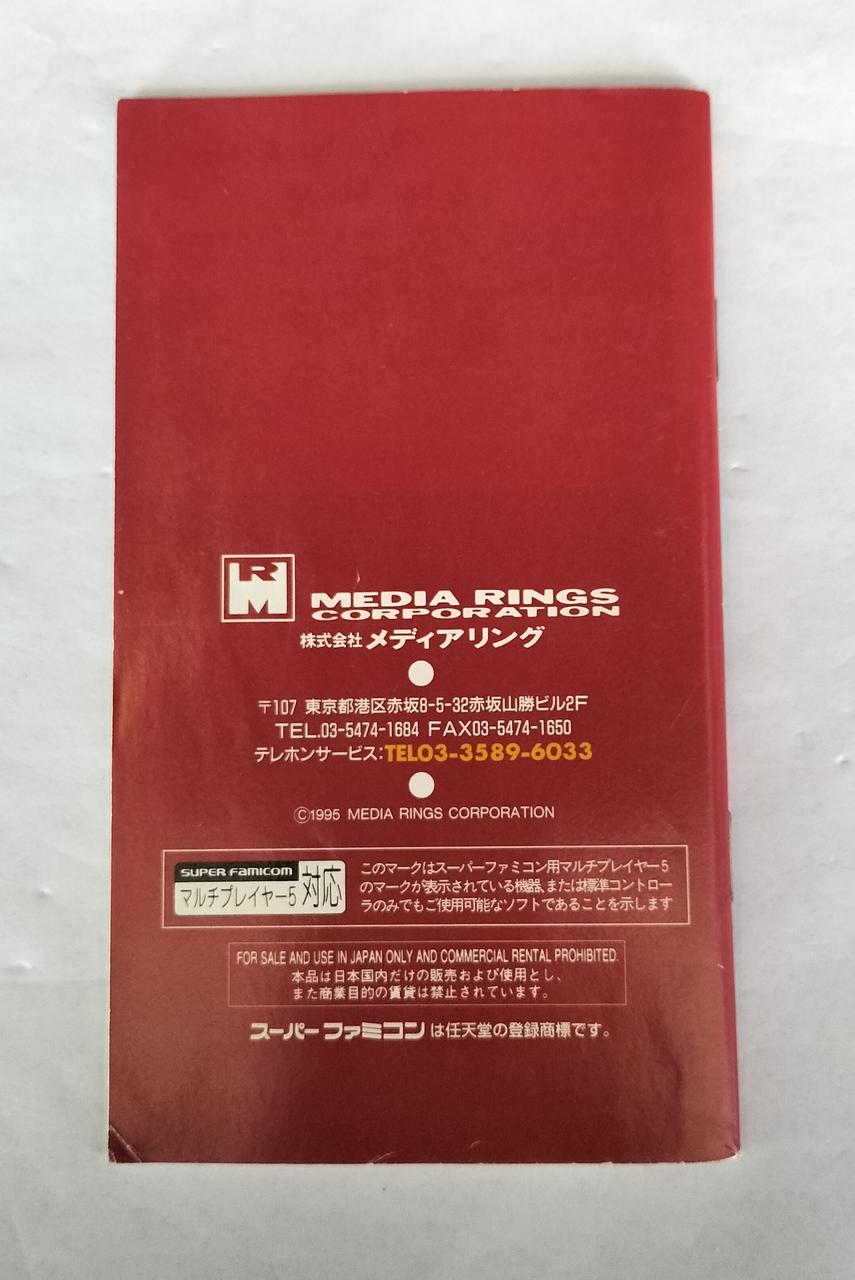 RM
MEDIA RINGS
CORPORATION
株式会社メディアリング
〒107 東京都港区赤坂8-5-32赤坂山勝ビル2F
TEL.03-5474-1684 FAX03-5474-1650
テレホンサービス:TEL03-3589-6033
©1995 MEDIA RINGS CORPORATION
SUPER FAMICOM
マルチプレイヤー5 対応
このマークはスーパーファミコン用マルチプレイヤー5
のマークが表示されている機器、または標準コントロー
ラのみでもご使用可能なソフトであることを示します
FOR SALE AND USE IN JAPAN ONLY AND COMMERCIAL RENTAL PROHIBITED.
本品は日本国内だけの販売および使用とし、
また商業目的の賃貸は禁止されています。
スーパーファミコンは任天堂の登録商標です。